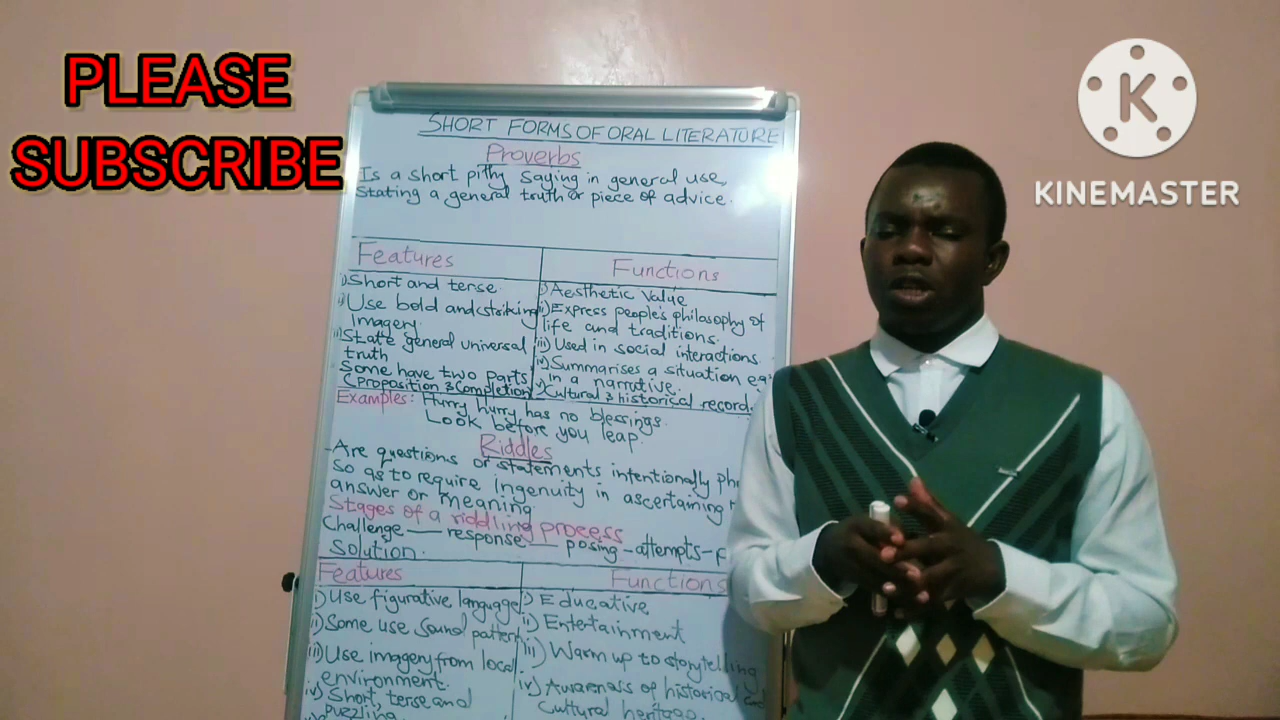 PLEASE
SUBSCRIBE
K
KINEMASTER
SHORT FORMS OF ORAL LITERATURE
Proverbs
Is a short pithy saying in general use,
stating a general truth or piece of advice.
Features
i) Short and terse
Use bold and striking
imagery.
State general universal
truth
Some have two parts
(Proposition & Completion
Functions
i) Aesthetic Value
ii) Express people's philosophy of
life and traditions.
iii) Used in social interactions.
iv) Summarises a situation eg
in a narrative.
v) Cultural & historical record.
Examples: Hurry hurry has no blessings.
Look before you leap.
Riddles
- Are questions or statements intentionally
so as to require ingenuity in ascertaining
answer or meaning
Stages of a riddling process
Challenge — response — posing - attempts -
Solution.
Features
i) Use figurative language
ii) Some use Sound pattern
iii) Use imagery from local
environment.
iv) Short, terse and
puzzling
Functions
i) Educative
ii) Entertainment
iii) Warm up to storytelling
iv) Awareness of historical and
cultural heritage.